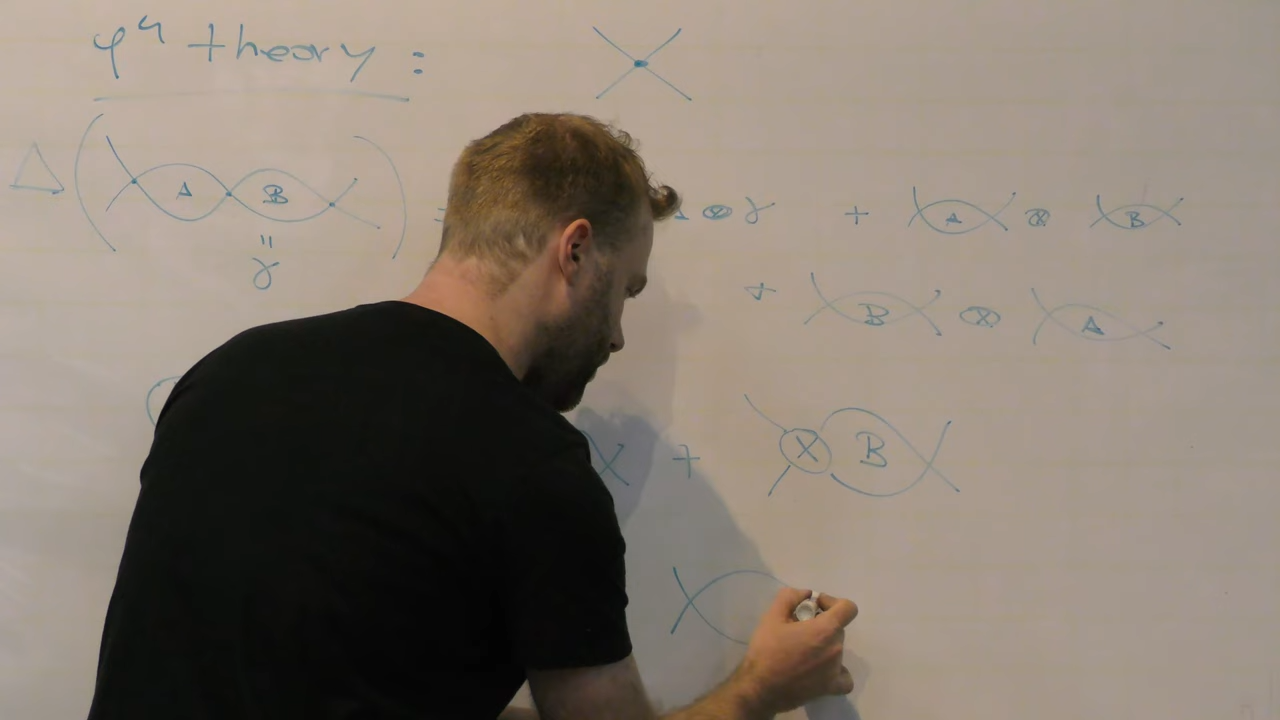 φ⁴ theory :
Δ ( A B ) ⊗ γ + A ⊗ B
"
γ
+ B ⊗ A
+ X B